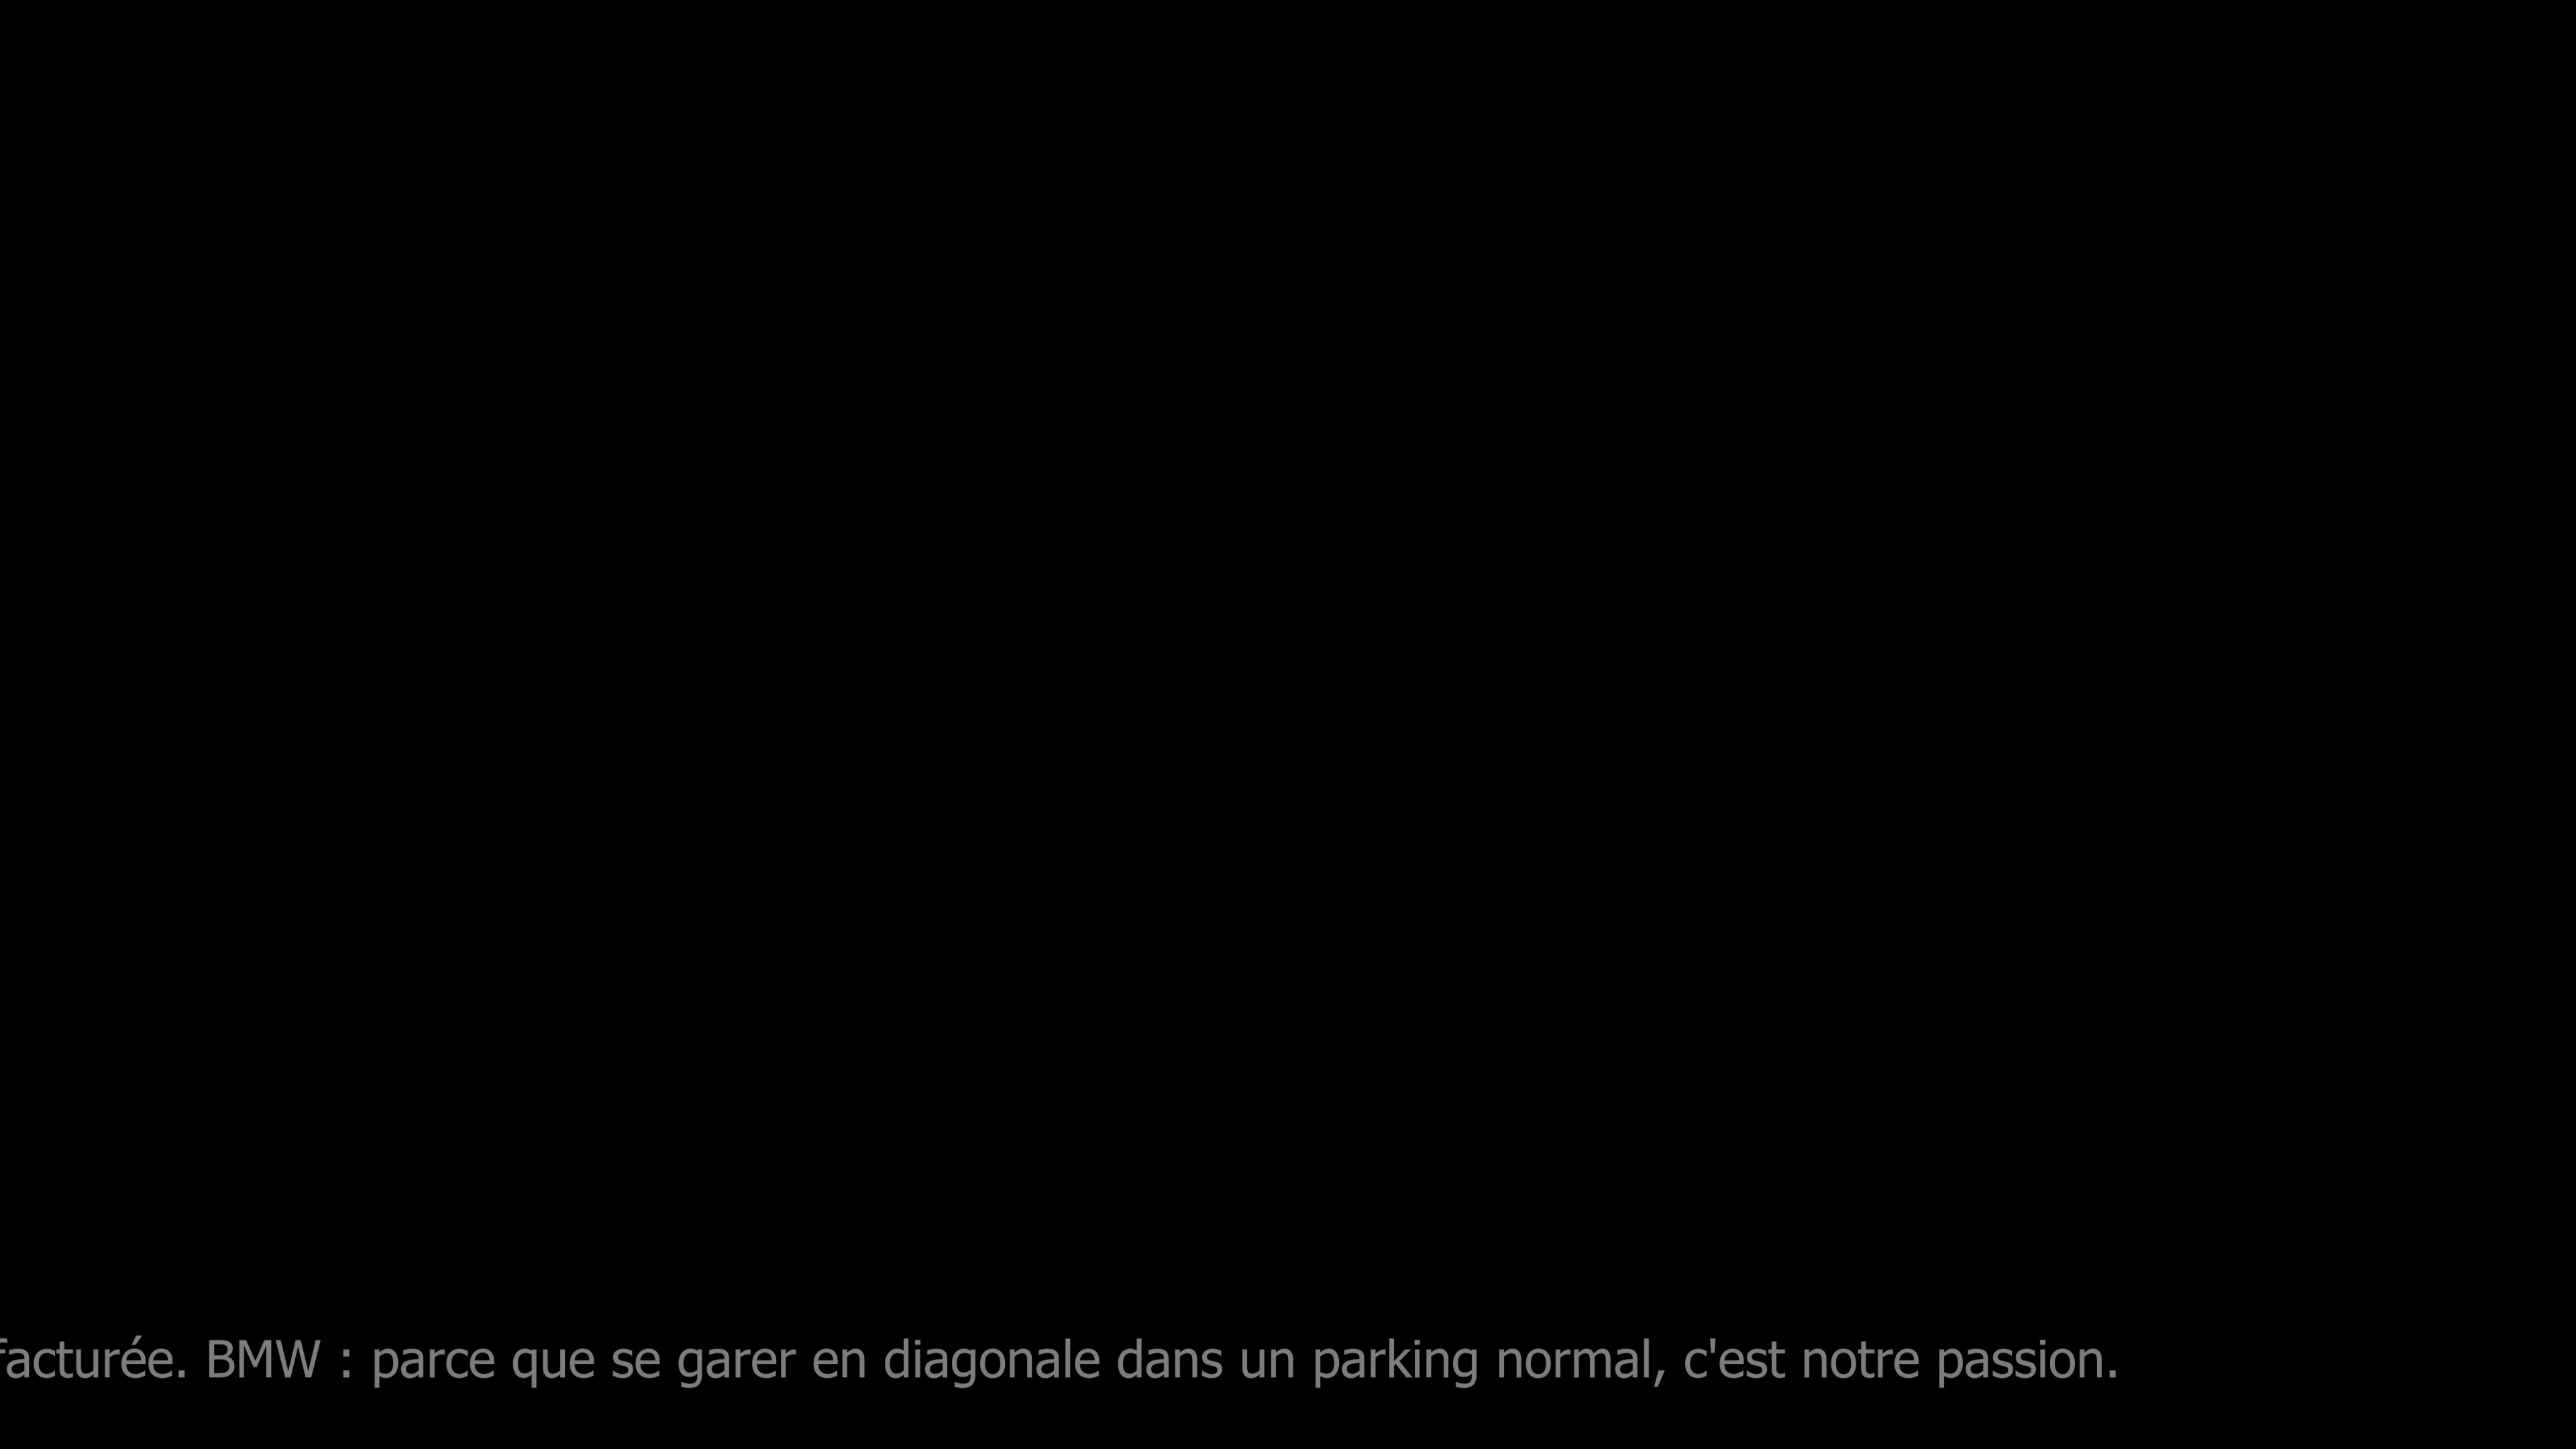 facturée. BMW : parce que se garer en diagonale dans un parking normal, c'est notre passion.